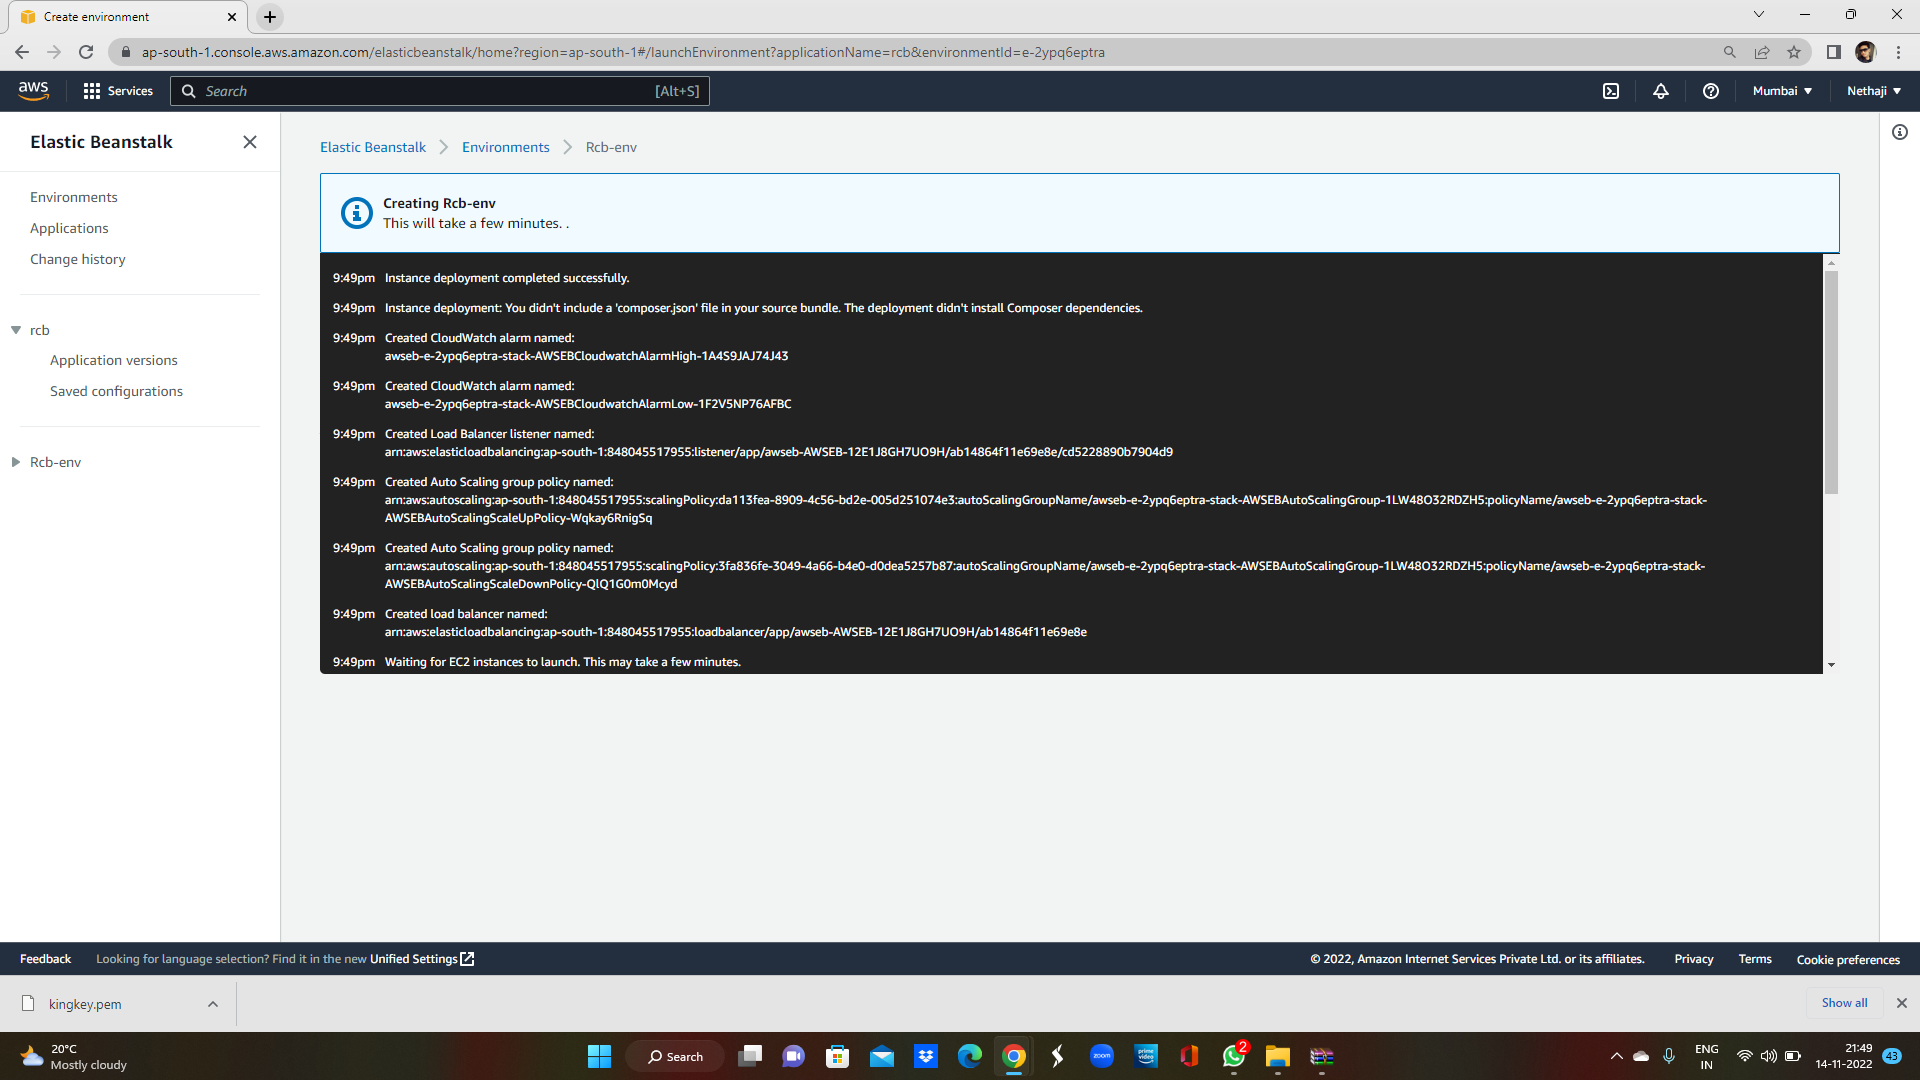 Create environment
ap-south-1.console.aws.amazon.com/elasticbeanstalk/home?region=ap-south-1#/launchEnvironment?applicationName=rcb&environmentId=e-2ypq6eptra
aws
Services
Search
[Alt+S]
Mumbai
Nethaji
Elastic Beanstalk
Environments
Applications
Change history
rcb
Application versions
Saved configurations
Rcb-env
Elastic Beanstalk
Environments
Rcb-env
Creating Rcb-env
This will take a few minutes. .
9:49pm Instance deployment completed successfully.
9:49pm Instance deployment: You didn't include a 'composer.json' file in your source bundle. The deployment didn't install Composer dependencies.
9:49pm Created CloudWatch alarm named:
awseb-e-2ypq6eptra-stack-AWSEBCloudwatchAlarmHigh-1A4S9JAJ74J43
9:49pm Created CloudWatch alarm named:
awseb-e-2ypq6eptra-stack-AWSEBCloudwatchAlarmLow-1F2V5NP76AFBC
9:49pm Created Load Balancer listener named:
arn:aws:elasticloadbalancing:ap-south-1:848045517955:listener/app/awseb-AWSEB-12E1J8GH7UO9H/ab14864f11e69e8e/cd5228890b7904d9
9:49pm Created Auto Scaling group policy named:
arn:aws:autoscaling:ap-south-1:848045517955:scalingPolicy:da113fea-8909-4c56-bd2e-005d251074e3:autoScalingGroupName/awseb-e-2ypq6eptra-stack-AWSEBAutoScalingGroup-1LW48O32RDZH5:policyName/awseb-e-2ypq6eptra-stack-
AWSEBAutoScalingScaleUpPolicy-Wqkay6RnigSq
9:49pm Created Auto Scaling group policy named:
arn:aws:autoscaling:ap-south-1:848045517955:scalingPolicy:3fa836fe-3049-4a66-b4e0-d0dea5257b87:autoScalingGroupName/awseb-e-2ypq6eptra-stack-AWSEBAutoScalingGroup-1LW48O32RDZH5:policyName/awseb-e-2ypq6eptra-stack-
AWSEBAutoScalingScaleDownPolicy-QlQ1G0m0Mcyd
9:49pm Created load balancer named:
arn:aws:elasticloadbalancing:ap-south-1:848045517955:loadbalancer/app/awseb-AWSEB-12E1J8GH7UO9H/ab14864f11e69e8e
9:49pm Waiting for EC2 instances to launch. This may take a few minutes.
Feedback
Looking for language selection? Find it in the new Unified Settings
© 2022, Amazon Internet Services Private Ltd. or its affiliates.
Privacy
Terms
Cookie preferences
kingkey.pem
Show all
20°C
Mostly cloudy
Search
zoom
prime video
2
ENG
IN
21:49
14-11-2022
43